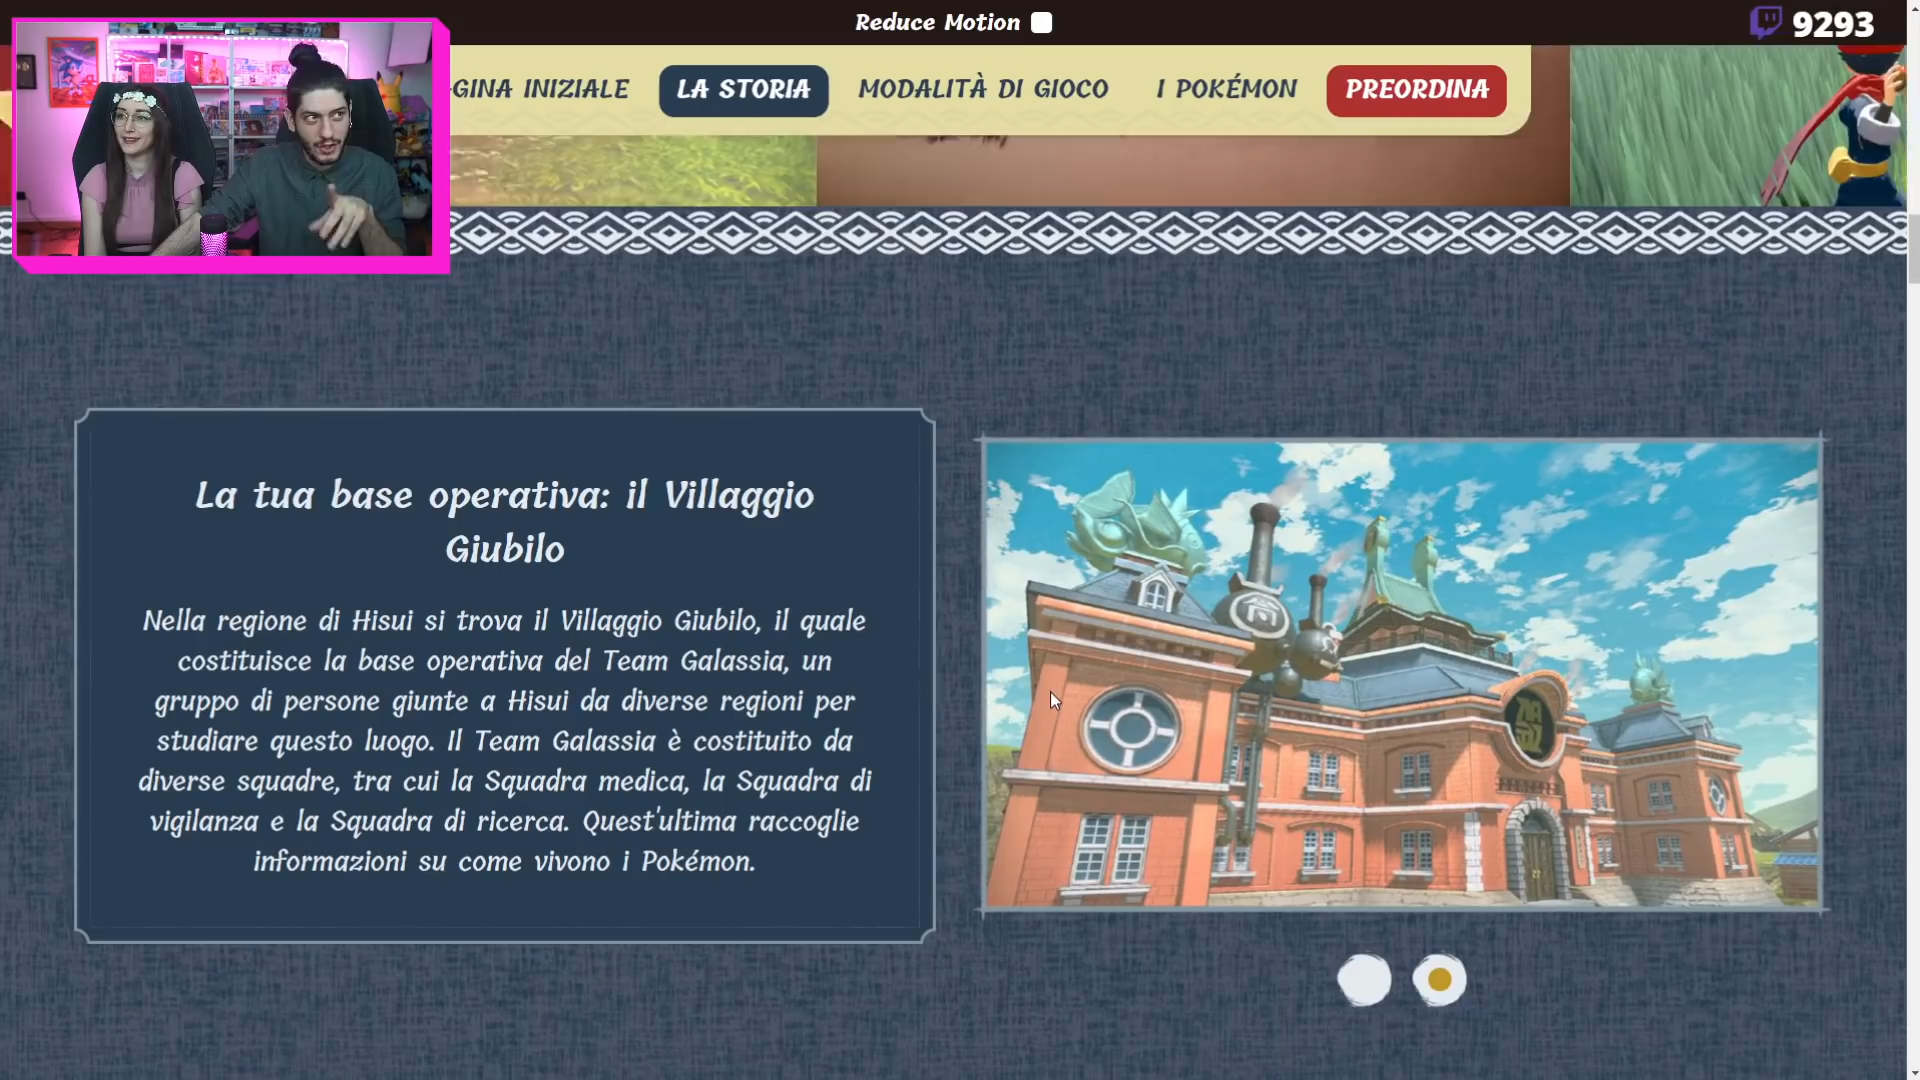 Reduce Motion
9293
GINA INIZIALE
LA STORIA
MODALITÀ DI GIOCO
I POKÉMON
PREORDINA
La tua base operativa: il Villaggio
Giubilo
Nella regione di Hisui si trova il Villaggio Giubilo, il quale
costituisce la base operativa del Team Galassia, un
gruppo di persone giunte a Hisui da diverse regioni per
studiare questo luogo. Il Team Galassia è costituito da
diverse squadre, tra cui la Squadra medica, la Squadra di
vigilanza e la Squadra di ricerca. Quest'ultima raccoglie
informazioni su come vivono i Pokémon.